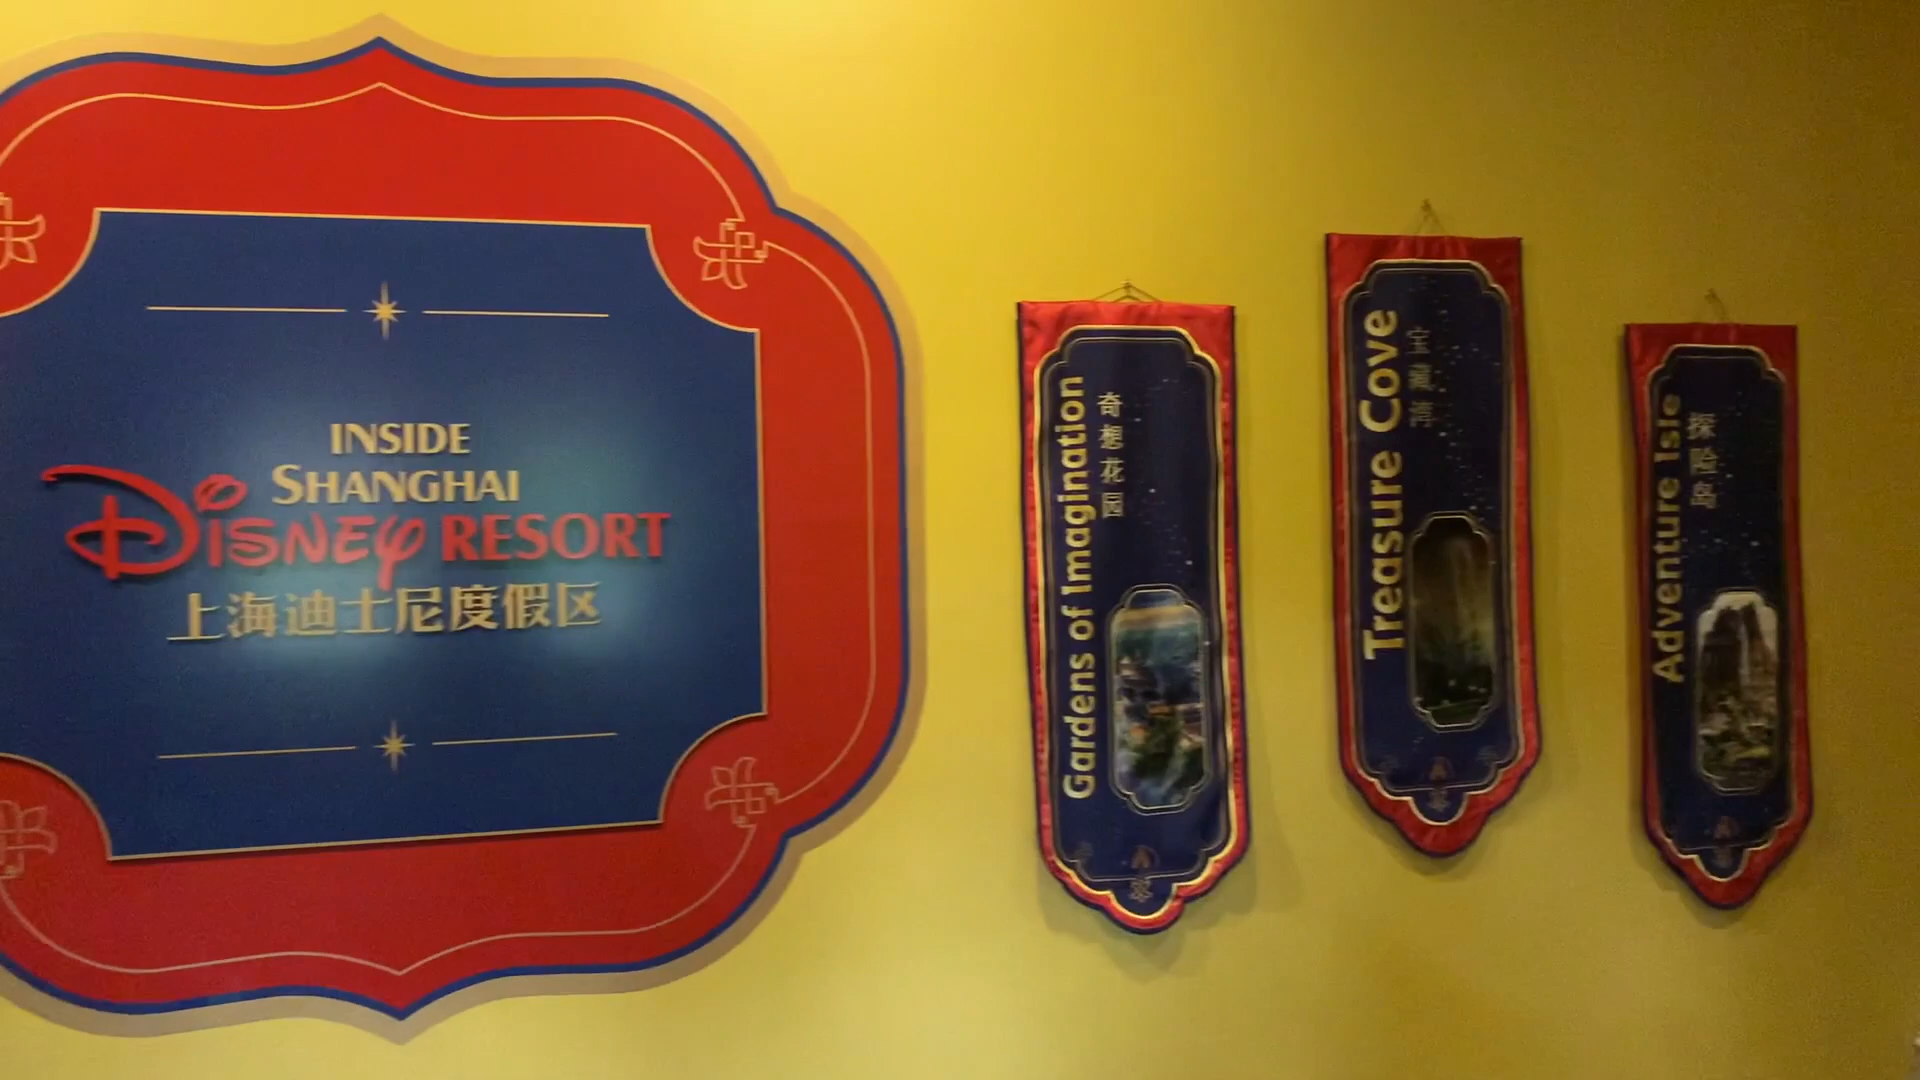 INSIDE
SHANGHAI
DISNEY RESORT
上海迪士尼度假区
Gardens of Imagination
奇想花园
Treasure Cove
宝藏湾
Adventure Isle
探险岛